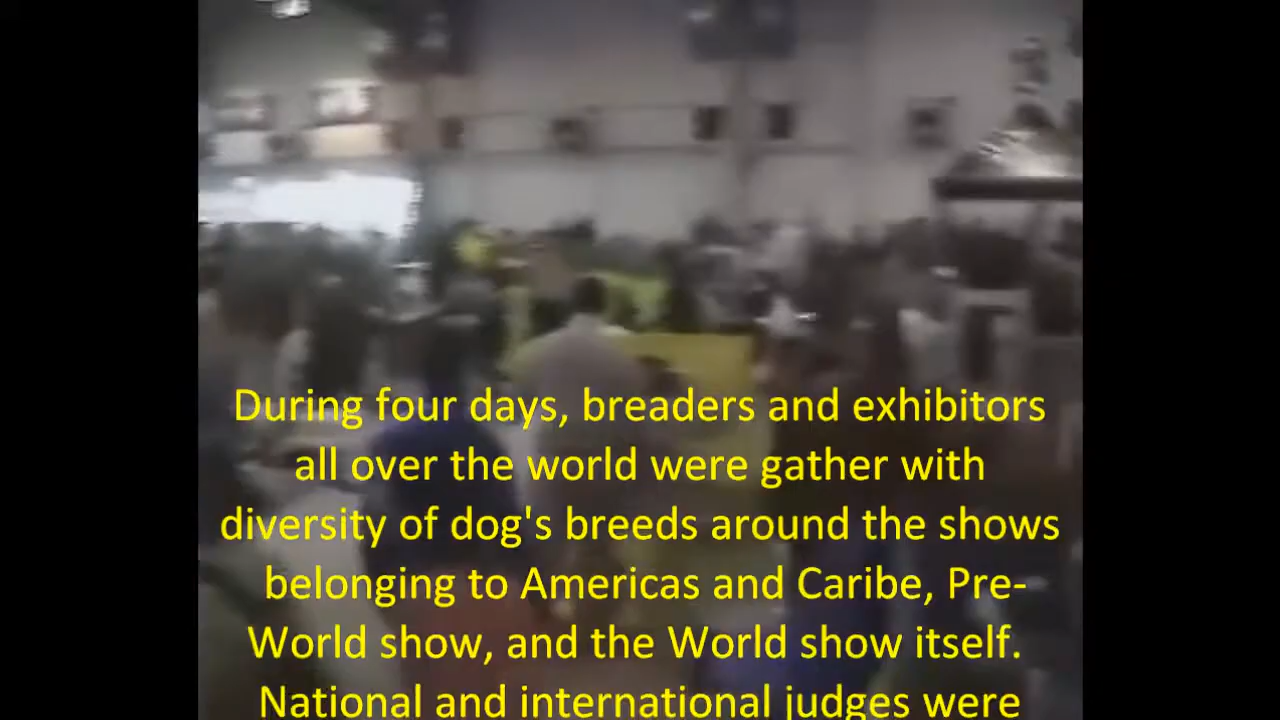 During four days, breaders and exhibitors
all over the world were gather with
diversity of dog's breeds around the shows
belonging to Americas and Caribe, Pre-
World show, and the World show itself.
National and international judges were